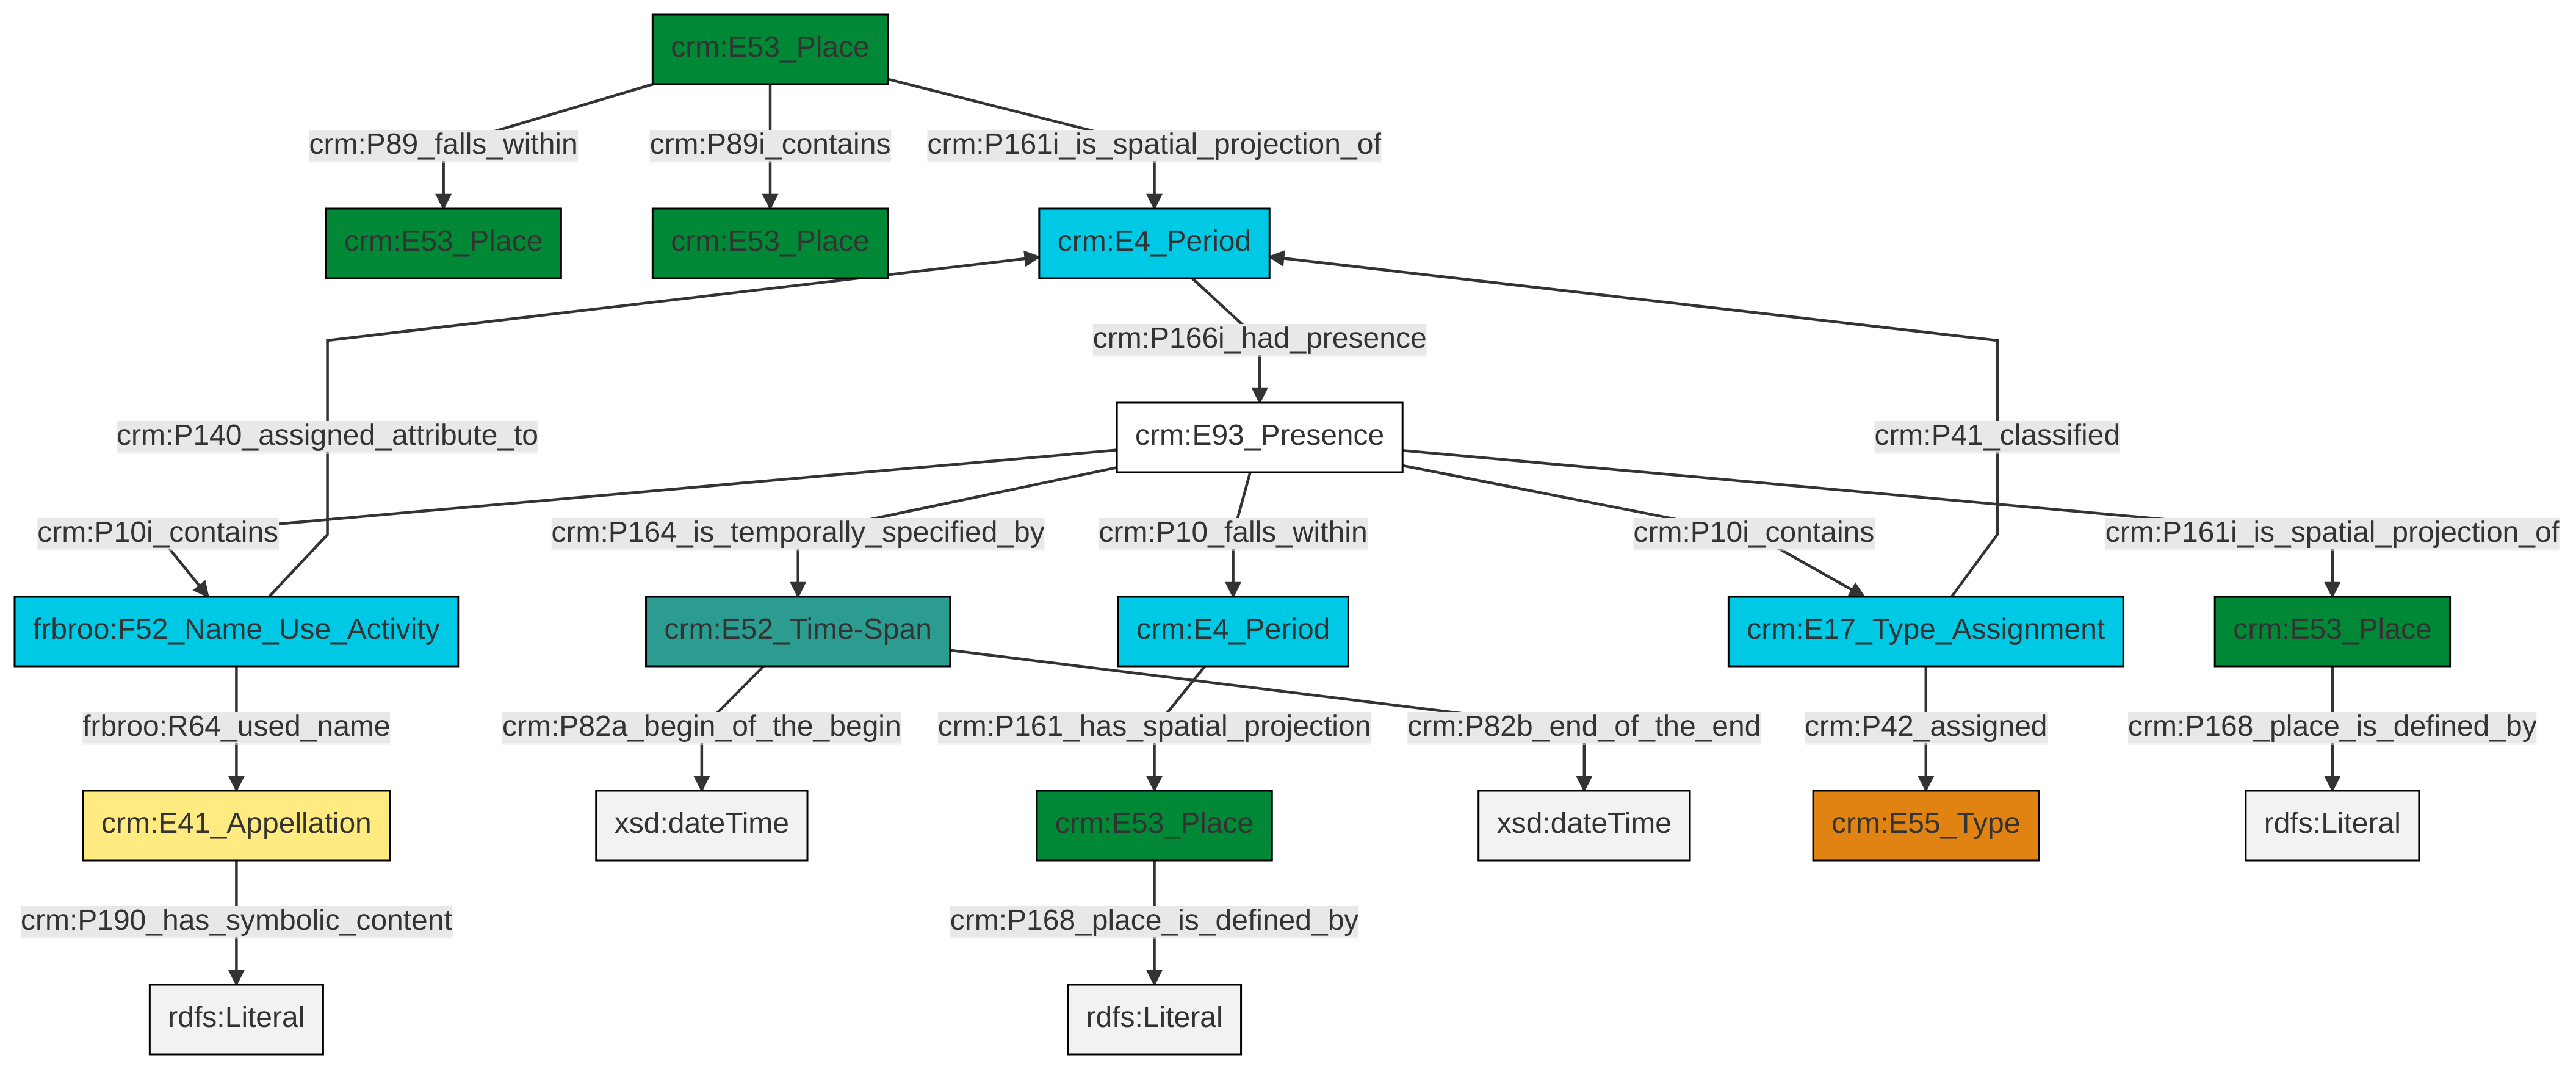 crm:E53_Place
crm:P89_falls_within
crm:P89i_contains
crm:P161i_is_spatial_projection_of
crm:E53_Place
crm:E53_Place
crm:E4_Period
crm:P166i_had_presence
crm:P140_assigned_attribute_to
crm:E93_Presence
crm:P41_classified
crm:P10i_contains
crm:P164_is_temporally_specified_by
crm:P10_falls_within
crm:P10i_contains
crm:P161i_is_spatial_projection_of
frbroo:F52_Name_Use_Activity
crm:E52_Time-Span
crm:E4_Period
crm:E17_Type_Assignment
crm:E53_Place
frbroo:R64_used_name
crm:P82a_begin_of_the_begin
crm:P161_has_spatial_projection
crm:P82b_end_of_the_end
crm:P42_assigned
crm:P168_place_is_defined_by
crm:E41_Appellation
xsd:dateTime
crm:E53_Place
xsd:dateTime
crm:E55_Type
rdfs:Literal
crm:P190_has_symbolic_content
crm:P168_place_is_defined_by
rdfs:Literal
rdfs:Literal